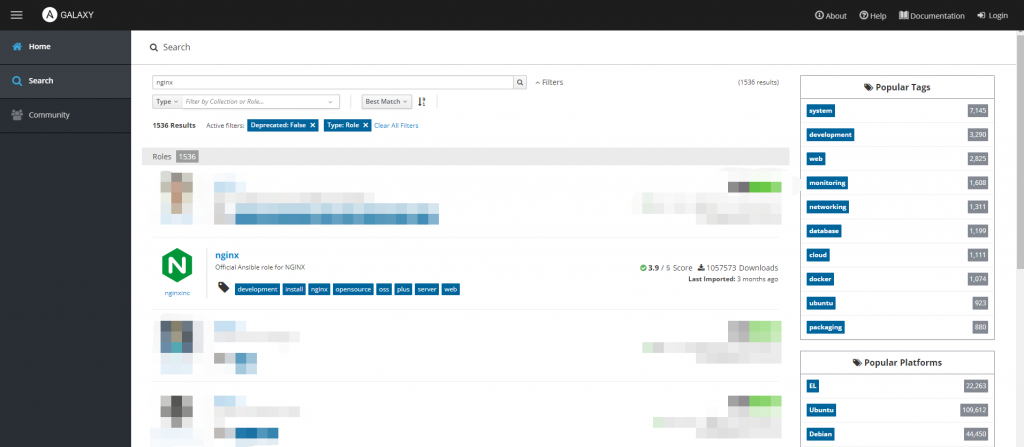 GALAXY
About Help Documentation Login
Home
Search
Community
Search
nginx
Filters
(1536 results)
Type Filter by Collection or Role...
Best Match
1536 Results Active filters: Deprecated: False Type: Role Clear All Filters
Roles 1536
nginxinc
nginx
Official Ansible role for NGINX
development install nginx opensource oss plus server web
3.9 / 5 Score 1057573 Downloads
Last Imported: 3 months ago
Popular Tags
system 7,145
development 3,290
web 2,825
monitoring 1,608
networking 1,311
database 1,199
cloud 1,111
docker 1,074
ubuntu 923
packaging 880
Popular Platforms
EL 22,263
Ubuntu 109,612
Debian 44,450